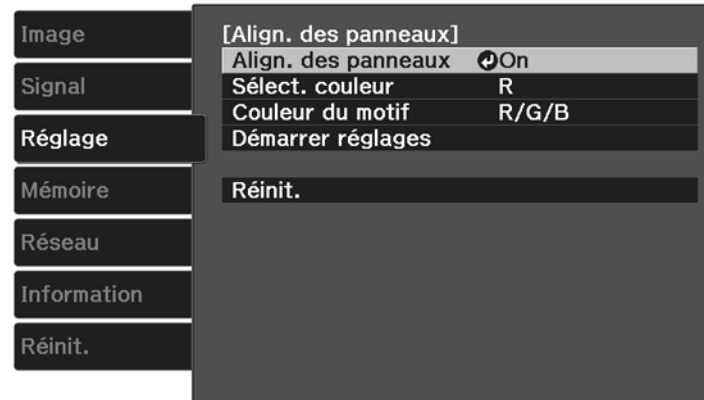 Image
Signal
Réglage
Mémoire
Réseau
Information
Réinit.
[Align. des panneaux]
Align. des panneaux On
Sélect. couleur R
Couleur du motif R/G/B
Démarrer réglages
Réinit.